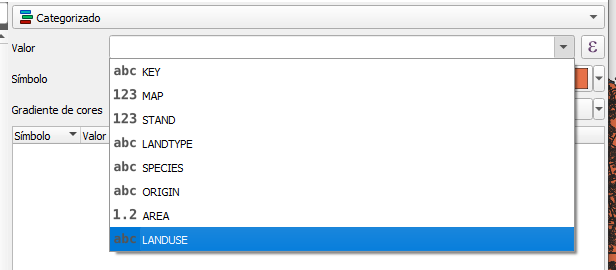 Categorizado
Valor
ε
abc KEY
123 MAP
Símbolo
123 STAND
Gradiente de cores
abc LANDTYPE
Símbolo Valor
abc SPECIES
abc ORIGIN
1.2 AREA
abc LANDUSE